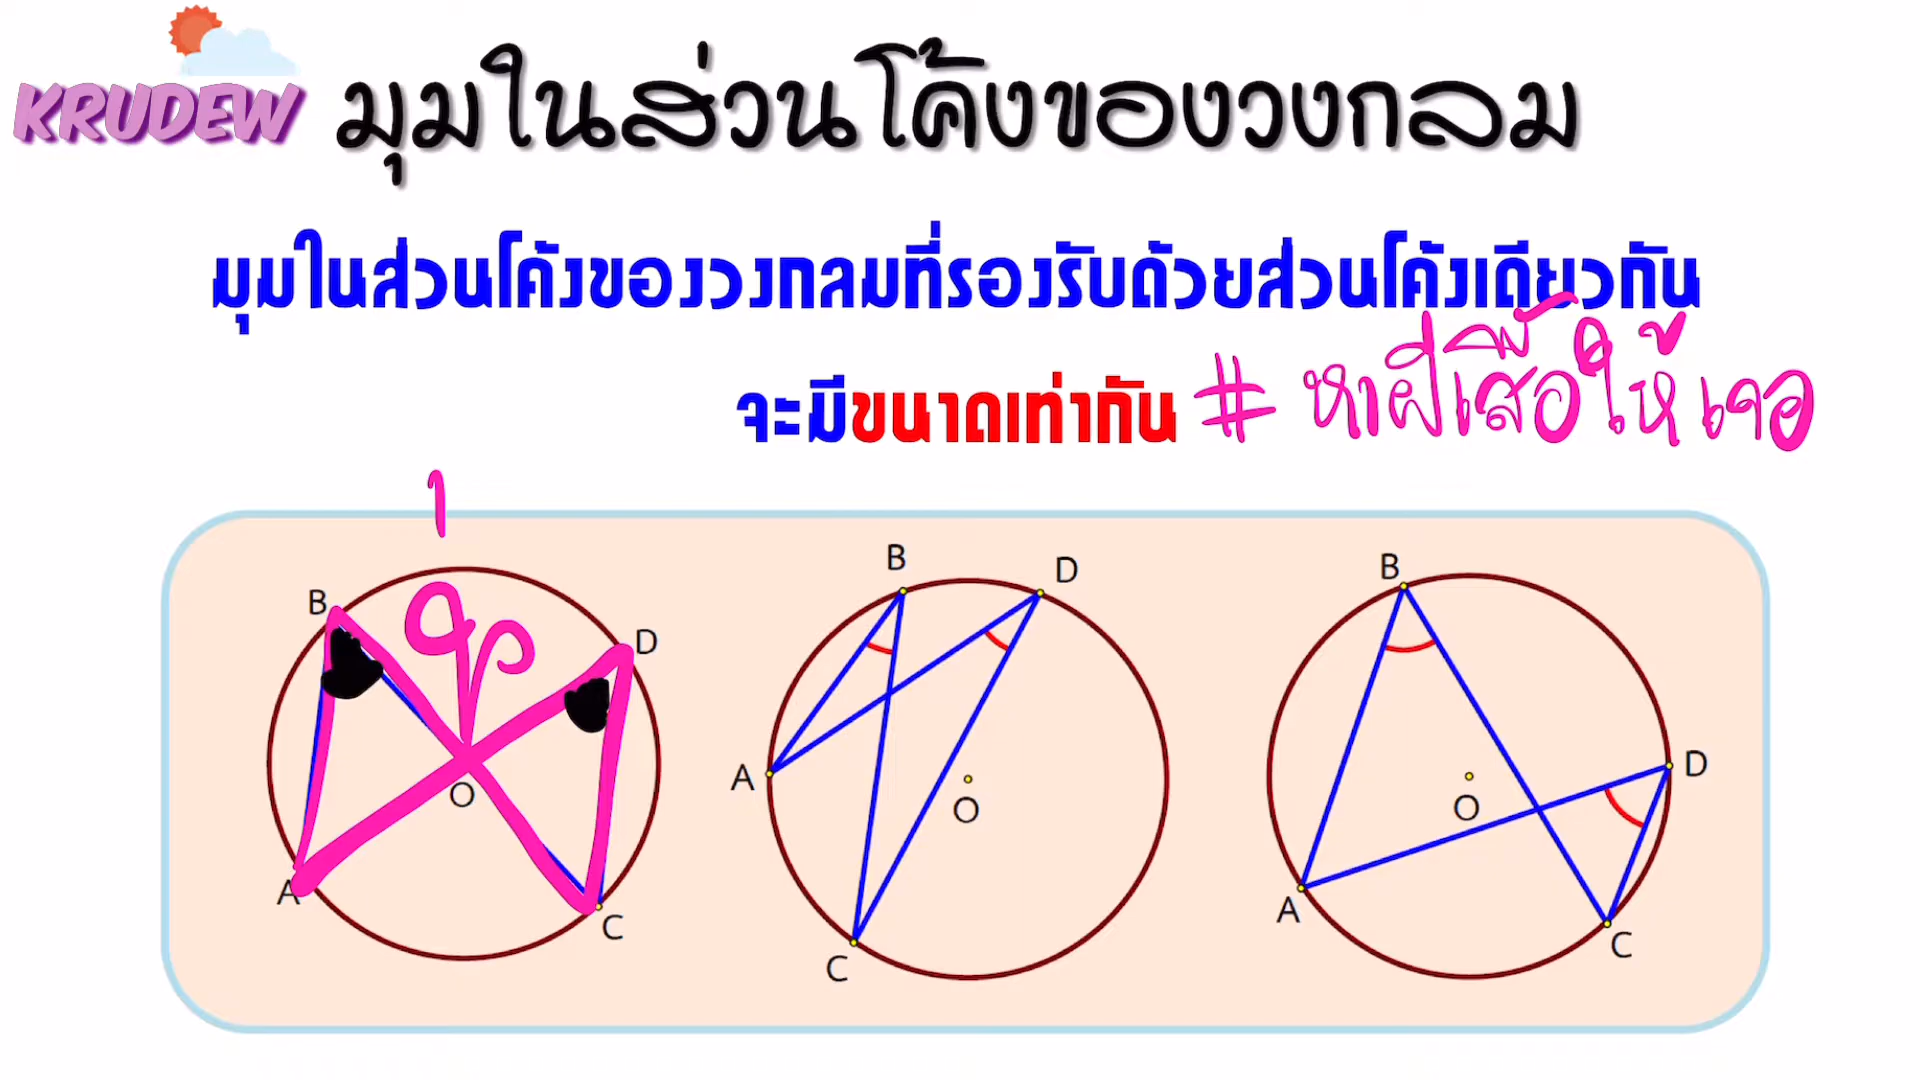 KRUDEW
มุมในส่วนโค้งของวงกลม
มุมในส่วนโค้งของวงกลมที่รองรับด้วยส่วนโค้งเดียวกัน
จะมีขนาดเท่ากัน # หาผีเสื้อให้เจอ
B
D
O
A
C
B
D
A
O
C
B
D
O
A
C